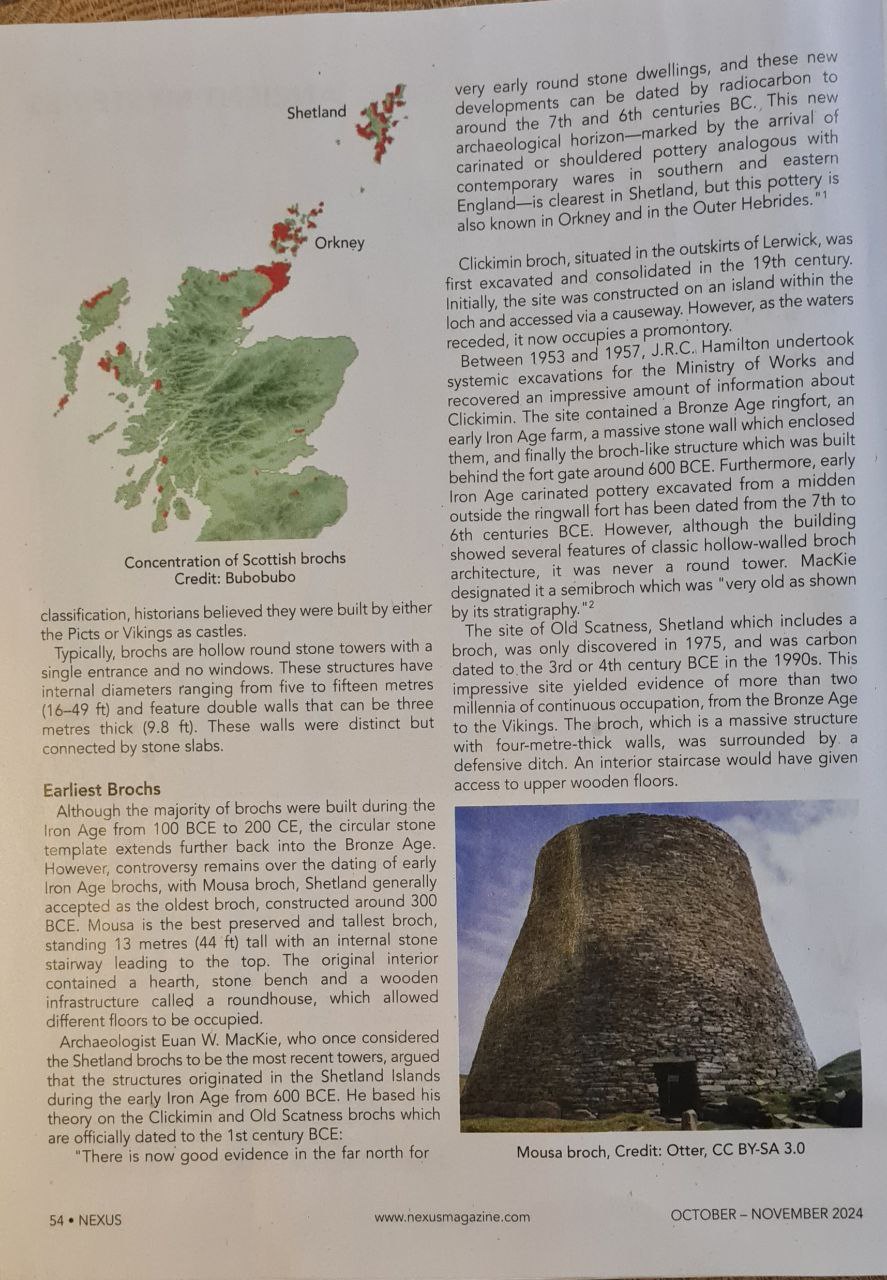 Shetland
Orkney
Concentration of Scottish brochs
Credit: Bubobubo
classification, historians believed they were built by either
the Picts or Vikings as castles.
Typically, brochs are hollow round stone towers with a
single entrance and no windows. These structures have
internal diameters ranging from five to fifteen metres
(16–49 ft) and feature double walls that can be three
metres thick (9.8 ft). These walls were distinct but
connected by stone slabs.
Earliest Brochs
Although the majority of brochs were built during the
Iron Age from 100 BCE to 200 CE, the circular stone
template extends further back into the Bronze Age.
However, controversy remains over the dating of early
Iron Age brochs, with Mousa broch, Shetland generally
accepted as the oldest broch, constructed around 300
BCE. Mousa is the best preserved and tallest broch,
standing 13 metres (44 ft) tall with an internal stone
stairway leading to the top. The original interior
contained a hearth, stone bench and a wooden
infrastructure called a roundhouse, which allowed
different floors to be occupied.
Archaeologist Euan W. MacKie, who once considered
the Shetland brochs to be the most recent towers, argued
that the structures originated in the Shetland Islands
during the early Iron Age from 600 BCE. He based his
theory on the Clickimin and Old Scatness brochs which
are officially dated to the 1st century BCE:
"There is now good evidence in the far north for
very early round stone dwellings, and these new
developments can be dated by radiocarbon to
around the 7th and 6th centuries BC. This new
archaeological horizon—marked by the arrival of
carinated or shouldered pottery analogous with
contemporary wares in southern and eastern
England—is clearest in Shetland, but this pottery is
also known in Orkney and in the Outer Hebrides."1
Clickimin broch, situated in the outskirts of Lerwick, was
first excavated and consolidated in the 19th century.
Initially, the site was constructed on an island within the
loch and accessed via a causeway. However, as the waters
receded, it now occupies a promontory.
Between 1953 and 1957, J.R.C. Hamilton undertook
systemic excavations for the Ministry of Works and
recovered an impressive amount of information about
Clickimin. The site contained a Bronze Age ringfort, an
early Iron Age farm, a massive stone wall which enclosed
them, and finally the broch-like structure which was built
behind the fort gate around 600 BCE. Furthermore, early
Iron Age carinated pottery excavated from a midden
outside the ringwall fort has been dated from the 7th to
6th centuries BCE. However, although the building
showed several features of classic hollow-walled broch
architecture, it was never a round tower. MacKie
designated it a semibroch which was "very old as shown
by its stratigraphy."2
The site of Old Scatness, Shetland which includes a
broch, was only discovered in 1975, and was carbon
dated to the 3rd or 4th century BCE in the 1990s. This
impressive site yielded evidence of more than two
millennia of continuous occupation, from the Bronze Age
to the Vikings. The broch, which is a massive structure
with four-metre-thick walls, was surrounded by a
defensive ditch. An interior staircase would have given
access to upper wooden floors.
Mousa broch, Credit: Otter, CC BY-SA 3.0
54 • NEXUS
www.nexusmagazine.com
OCTOBER – NOVEMBER 2024